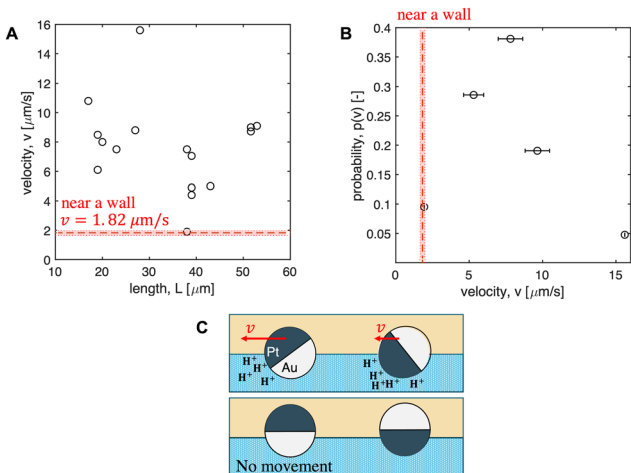 A
velocity, v [μm/s]
16
14
12
10
8
6
4
2
0
near a wall
v = 1.82 μm/s
10
20
30
40
50
60
length, L [μm]
near a wall
B
probability, p(v) [-]
0.4
0.35
0.3
0.25
0.2
0.15
0.1
0.05
0
5
10
15
velocity, v [μm/s]
C
v
v
Pt
Au
H⁺
H⁺
H⁺
H⁺
H⁺
H⁺
H⁺
H⁺H⁺
H⁺
No movement